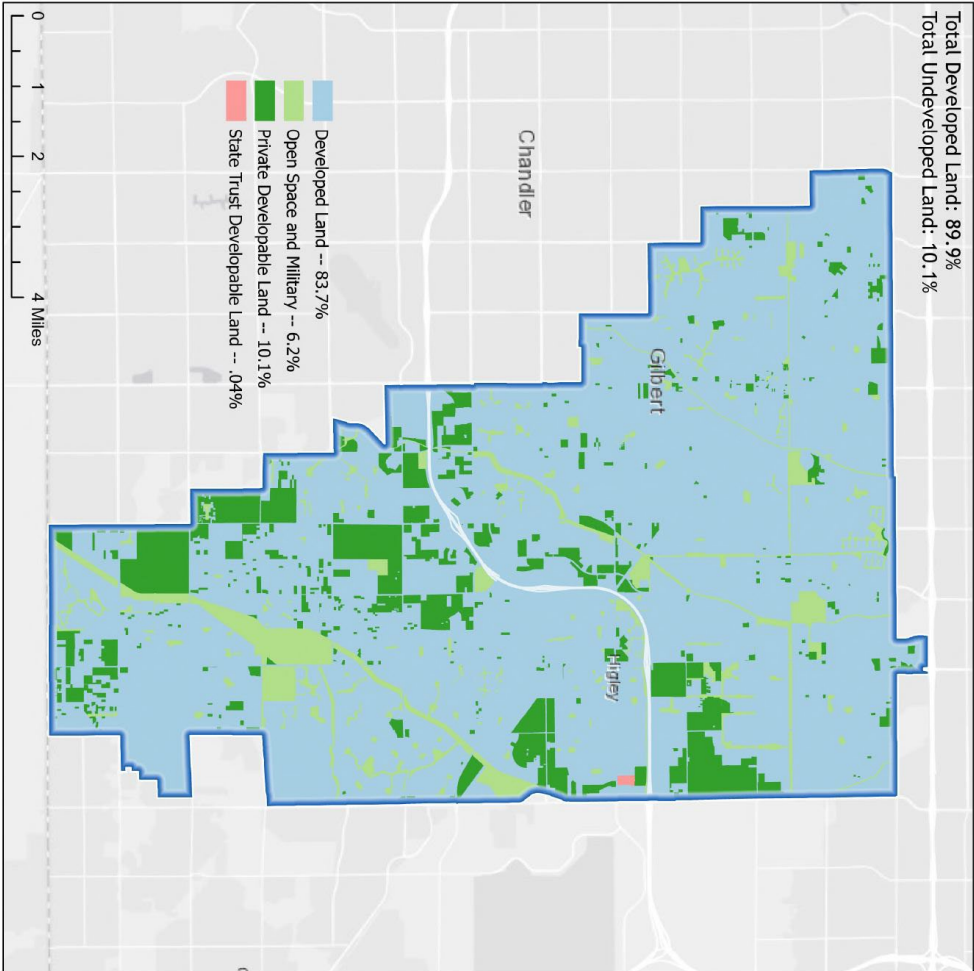 Total Developed Land: 89.9%
Total Undeveloped Land: 10.1%
Chandler
Gilbert
Higley
Developed Land -- 83.7%
Open Space and Military -- 6.2%
Private Developable Land -- 10.1%
State Trust Developable Land -- .04%
0 1 2 4 Miles